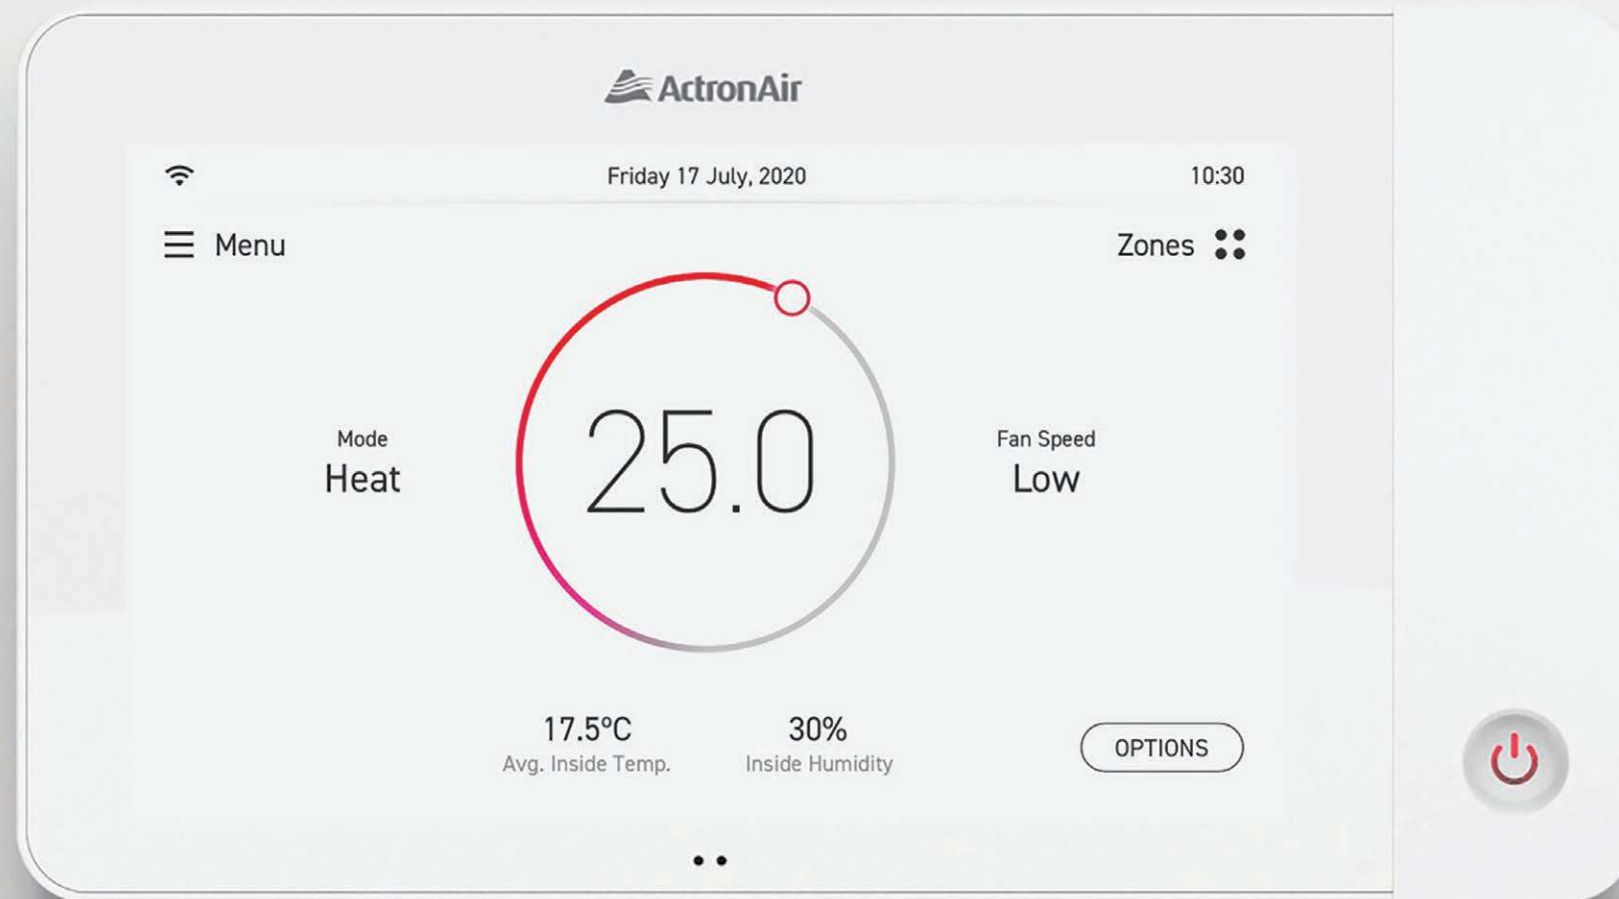 ActronAir
Friday 17 July, 2020
10:30
Menu
Zones
Mode
Heat
25.0
Fan Speed
Low
17.5ºC
Avg. Inside Temp.
30%
Inside Humidity
OPTIONS